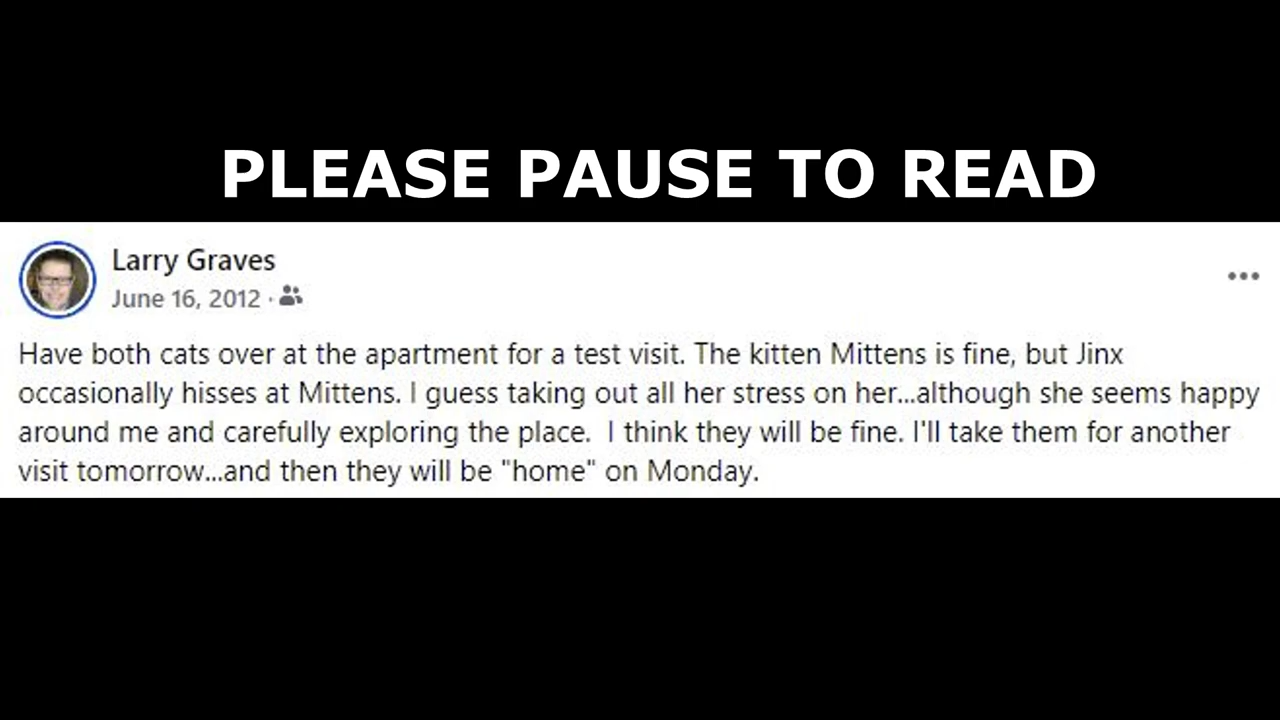 PLEASE PAUSE TO READ
Larry Graves
June 16, 2012 ·
Have both cats over at the apartment for a test visit. The kitten Mittens is fine, but Jinx
occasionally hisses at Mittens. I guess taking out all her stress on her...although she seems happy
around me and carefully exploring the place.  I think they will be fine. I'll take them for another
visit tomorrow...and then they will be "home" on Monday.